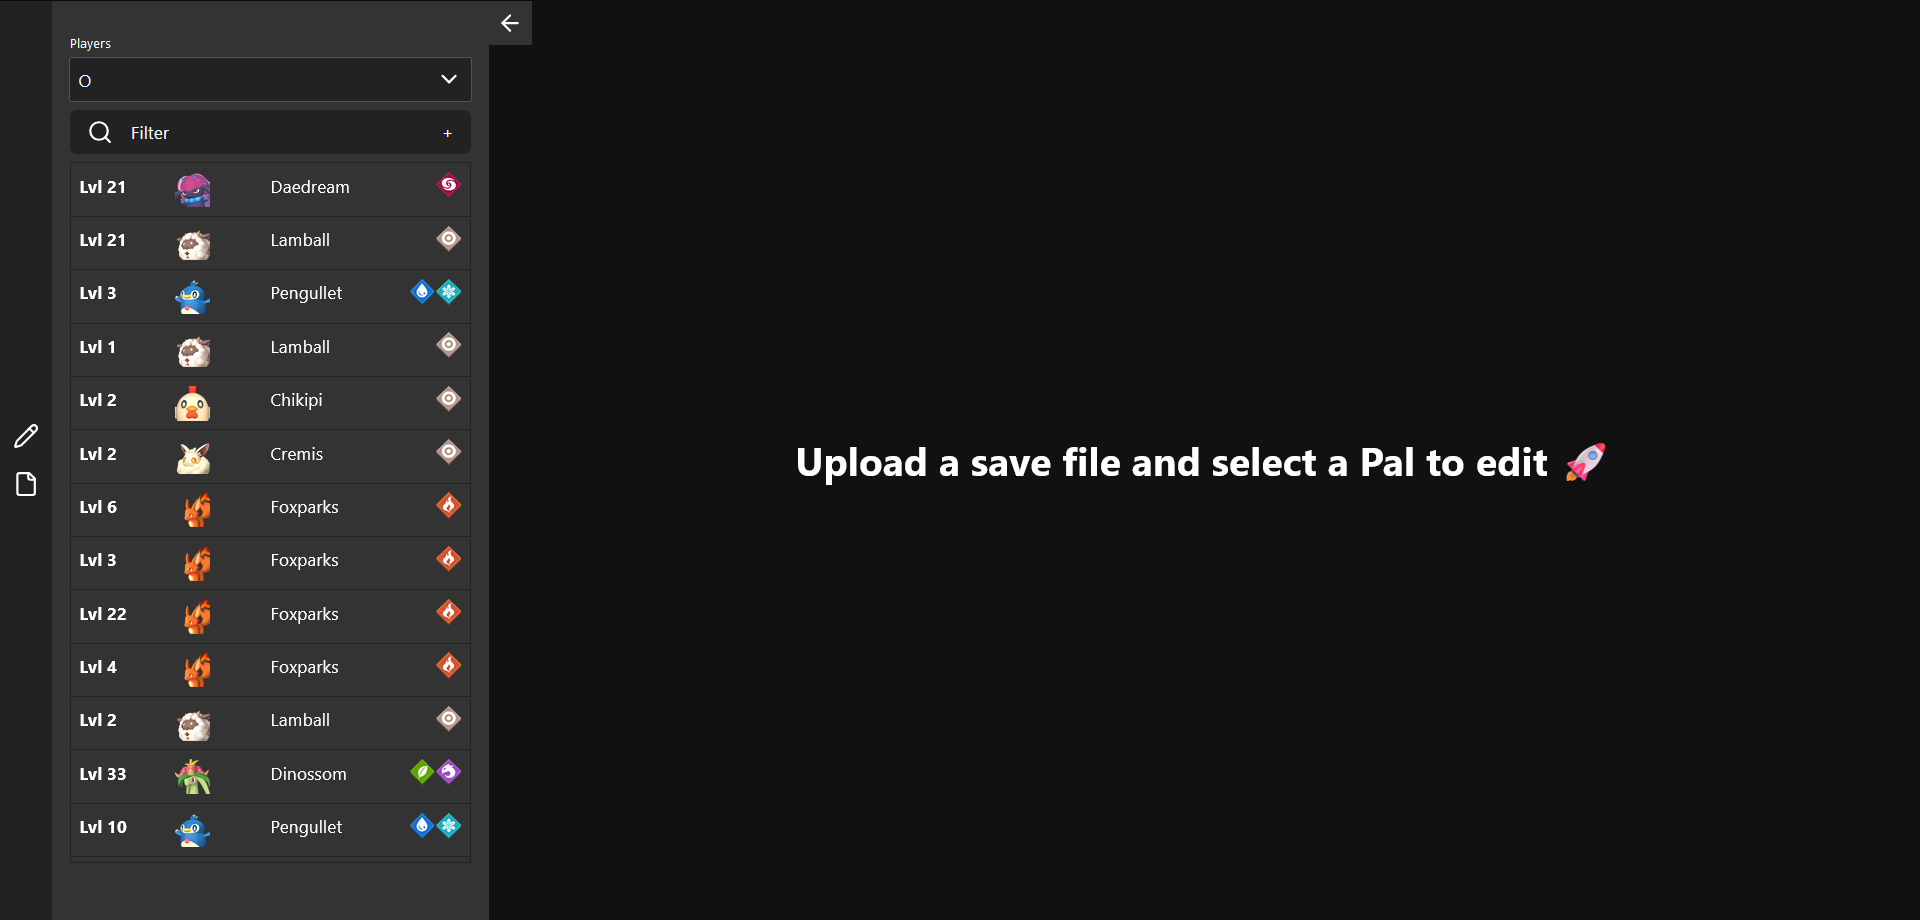 Players
O
Filter +
Lvl 21 Daedream
Lvl 21 Lamball
Lvl 3 Pengullet
Lvl 1 Lamball
Lvl 2 Chikipi
Lvl 2 Cremis
Lvl 6 Foxparks
Lvl 3 Foxparks
Lvl 22 Foxparks
Lvl 4 Foxparks
Lvl 2 Lamball
Lvl 33 Dinossom
Lvl 10 Pengullet
Upload a save file and select a Pal to edit 🚀